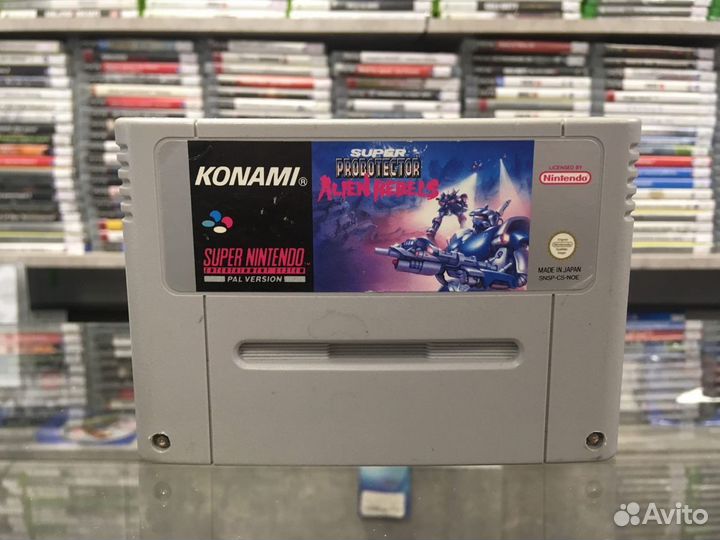 KONAMI®
SUPER
PROBOTECTOR
ALIEN REBELS
LICENSED BY
Nintendo
SUPER NINTENDO
ENTERTAINMENT SYSTEM
PAL VERSION
MADE IN JAPAN
SNSP-CS-NOE
Avito